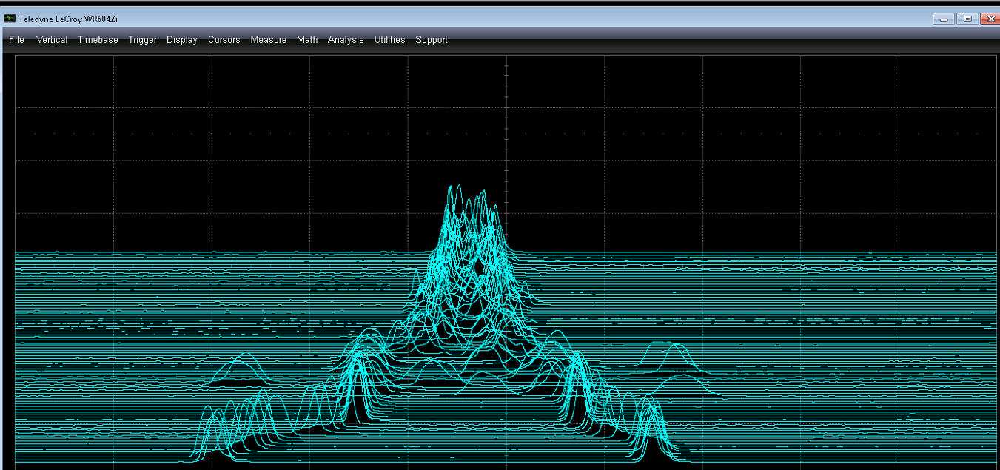 Teledyne LeCroy WR604Zi
File Vertical Timebase Trigger Display Cursors Measure Math Analysis Utilities Support